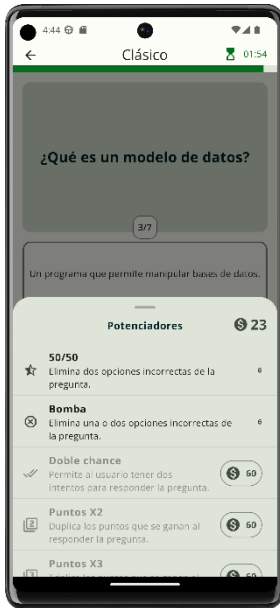 4:44
Clásico
01:54
¿Qué es un modelo de datos?
3/7
Un programa que permite manipular bases de datos.
Potenciadores
23
50/50
6
Elimina dos opciones incorrectas de la
pregunta.
Bomba
6
Elimina una o dos opciones incorrectas de
la pregunta.
Doble chance
Permite al usuario tener dos
intentos para responder la pregunta.
60
Puntos X2
Duplica los puntos que se ganan al
responder la pregunta.
60
Puntos X3
60